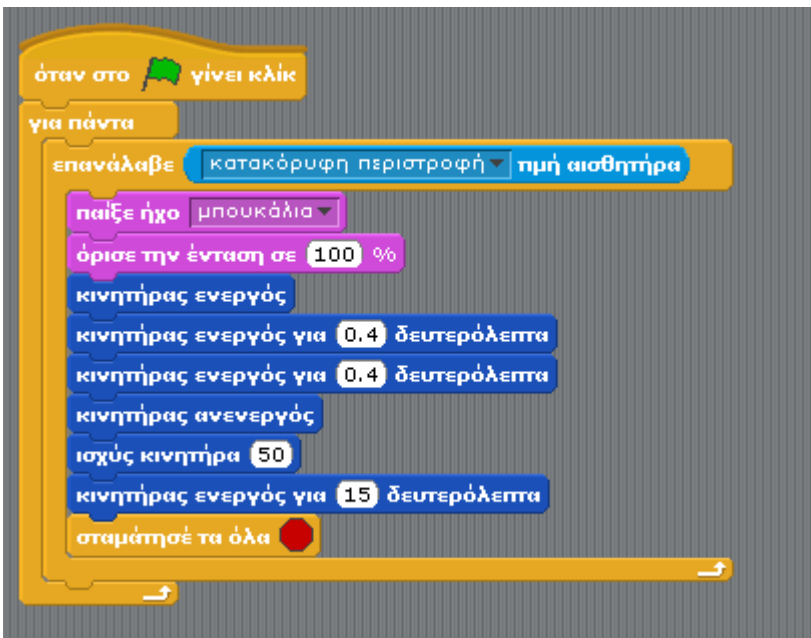 όταν στο γίνει κλίκ
για πάντα
επανάλαβε κατακόρυφη περιστροφή τιμή αισθητήρα
παίξε ήχο μπουκάλια
όρισε την ένταση σε 100 %
κινητήρας ενεργός
κινητήρας ενεργός για 0.4 δευτερόλεπτα
κινητήρας ενεργός για 0.4 δευτερόλεπτα
κινητήρας ανενεργός
ισχύς κινητήρα 50
κινητήρας ενεργός για 15 δευτερόλεπτα
σταμάτησέ τα όλα